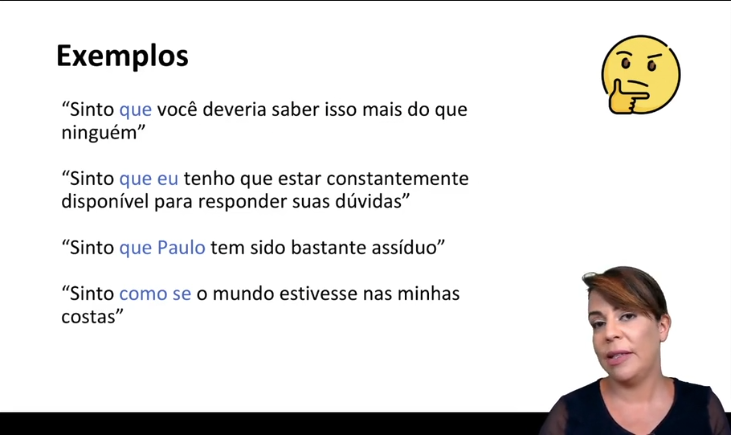 Exemplos
“Sinto que você deveria saber isso mais do que
ninguém”
“Sinto que eu tenho que estar constantemente
disponível para responder suas dúvidas”
“Sinto que Paulo tem sido bastante assíduo”
“Sinto como se o mundo estivesse nas minhas
costas”